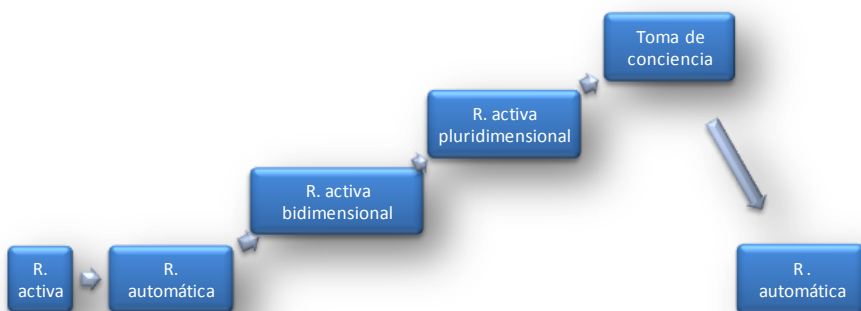 R.
activa
R.
automática
R. activa
bidimensional
R. activa
pluridimensional
Toma de
conciencia
R .
automática